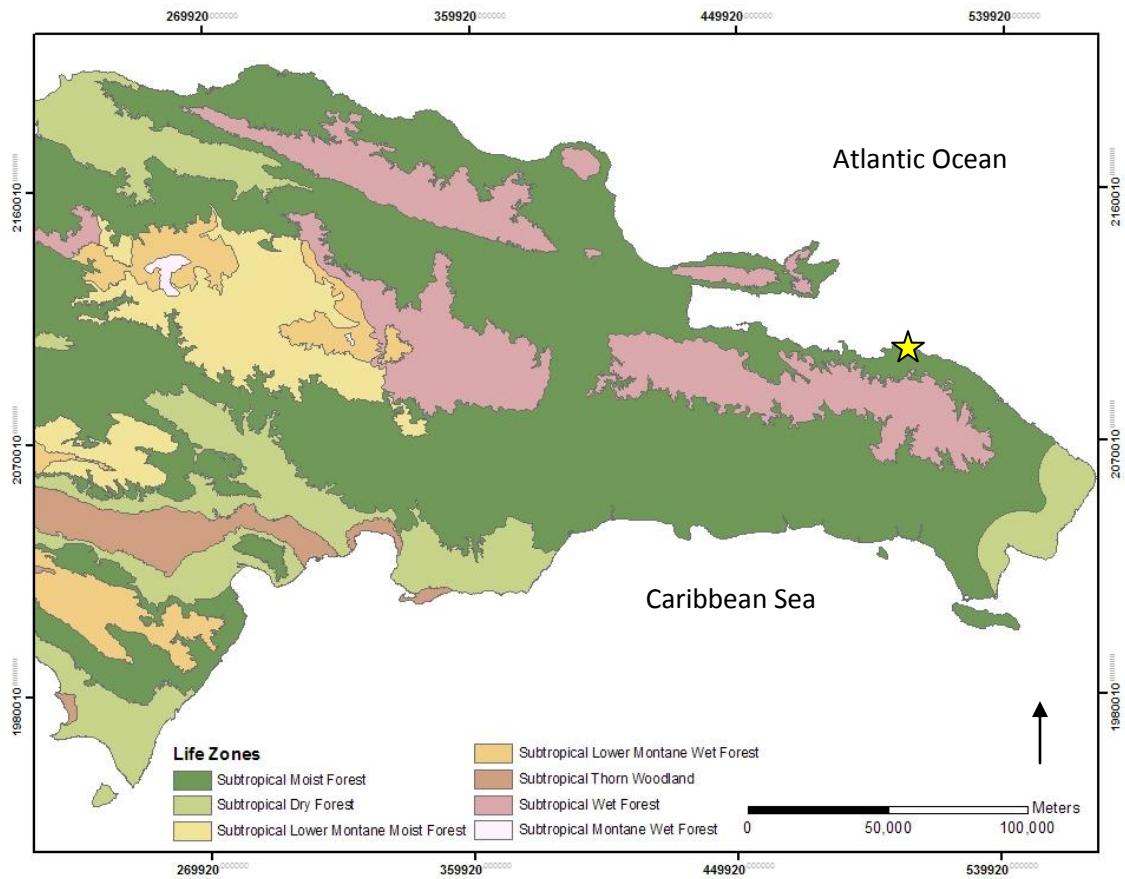 269920 359920 449920 539920
Atlantic Ocean
2160010 2160010
2070010 2070010
Caribbean Sea
1980010 1980010
Life Zones
Subtropical Moist Forest
Subtropical Dry Forest
Subtropical Lower Montane Moist Forest
Subtropical Lower Montane Wet Forest
Subtropical Thorn Woodland
Subtropical Wet Forest
Subtropical Montane Wet Forest
Meters
0 50,000 100,000
269920 359920 449920 539920